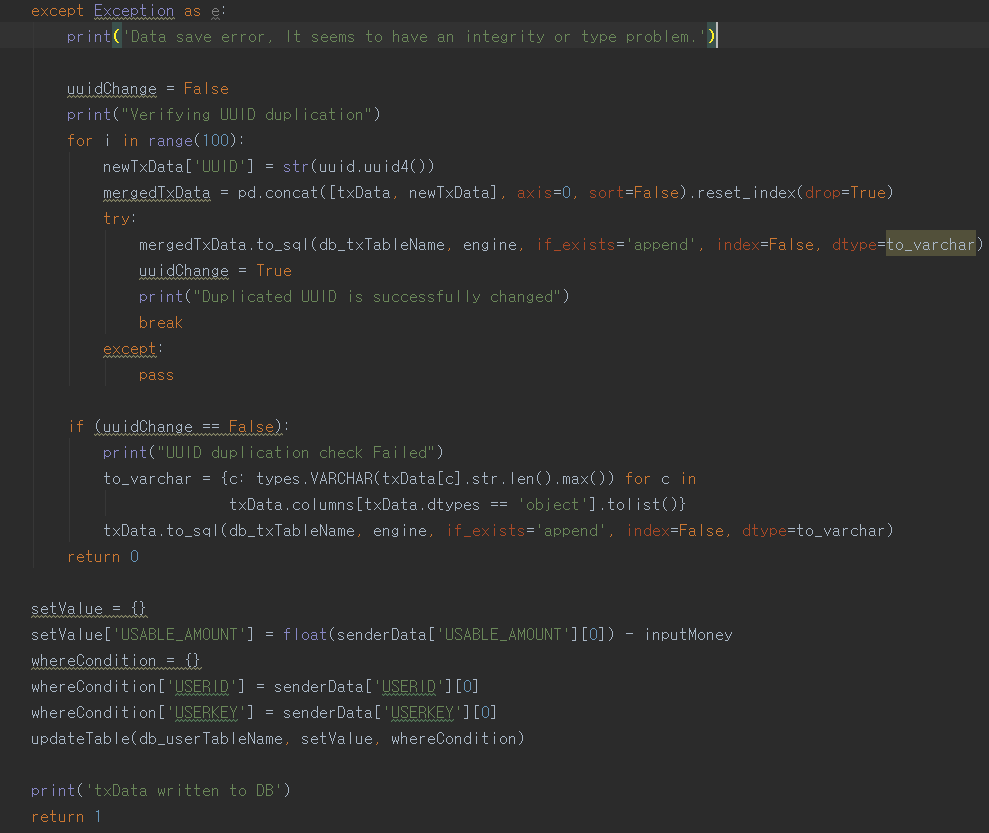 except Exception as e:
print('Data save error, It seems to have an integrity or type problem.')
uuidChange = False
print("Verifying UUID duplication")
for i in range(100):
newTxData['UUID'] = str(uuid.uuid4())
mergedTxData = pd.concat([txData, newTxData], axis=0, sort=False).reset_index(drop=True)
try:
mergedTxData.to_sql(db_txTableName, engine, if_exists='append', index=False, dtype=to_varchar)
uuidChange = True
print("Duplicated UUID is successfully changed")
break
except:
pass
if (uuidChange == False):
print("UUID duplication check Failed")
to_varchar = {c: types.VARCHAR(txData[c].str.len().max()) for c in
txData.columns[txData.dtypes == 'object'].tolist()}
txData.to_sql(db_txTableName, engine, if_exists='append', index=False, dtype=to_varchar)
return 0
setValue = {}
setValue['USABLE_AMOUNT'] = float(senderData['USABLE_AMOUNT'][0]) - inputMoney
whereCondition = {}
whereCondition['USERID'] = senderData['USERID'][0]
whereCondition['USERKEY'] = senderData['USERKEY'][0]
updateTable(db_userTableName, setValue, whereCondition)
print('txData written to DB')
return 1